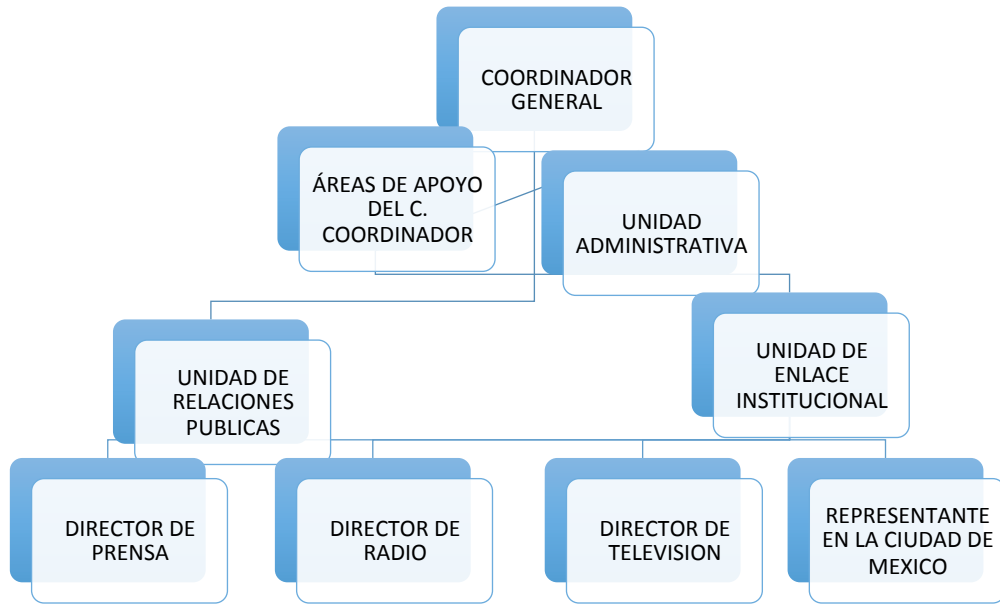 COORDINADOR
GENERAL
ÁREAS DE APOYO
DEL C.
COORDINADOR
UNIDAD
ADMINISTRATIVA
UNIDAD DE
RELACIONES
PUBLICAS
UNIDAD DE
ENLACE
INSTITUCIONAL
DIRECTOR DE
PRENSA
DIRECTOR DE
RADIO
DIRECTOR DE
TELEVISION
REPRESENTANTE
EN LA CIUDAD DE
MEXICO